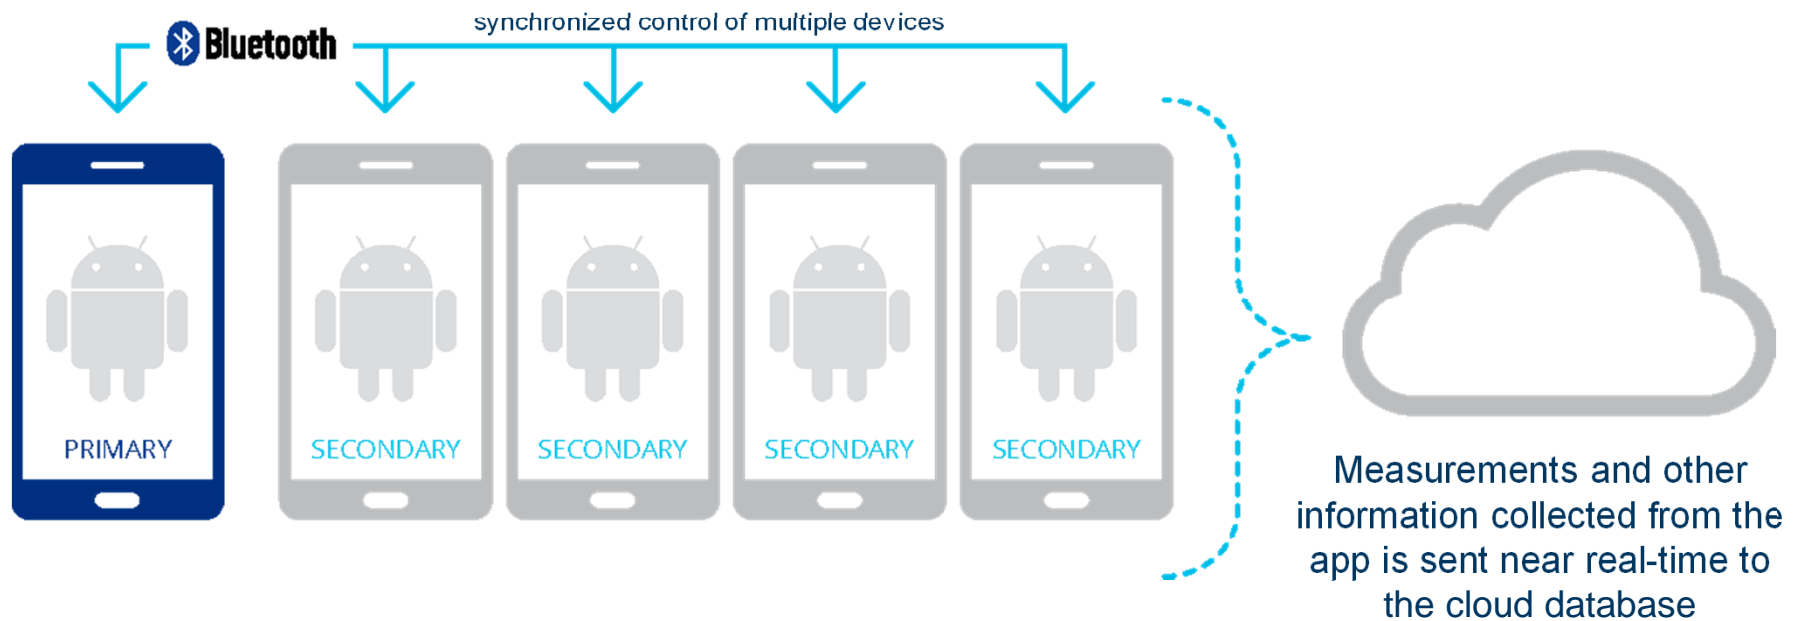 synchronized control of multiple devices
Bluetooth
PRIMARY
SECONDARY
SECONDARY
SECONDARY
SECONDARY
Measurements and other
information collected from the
app is sent near real-time to
the cloud database